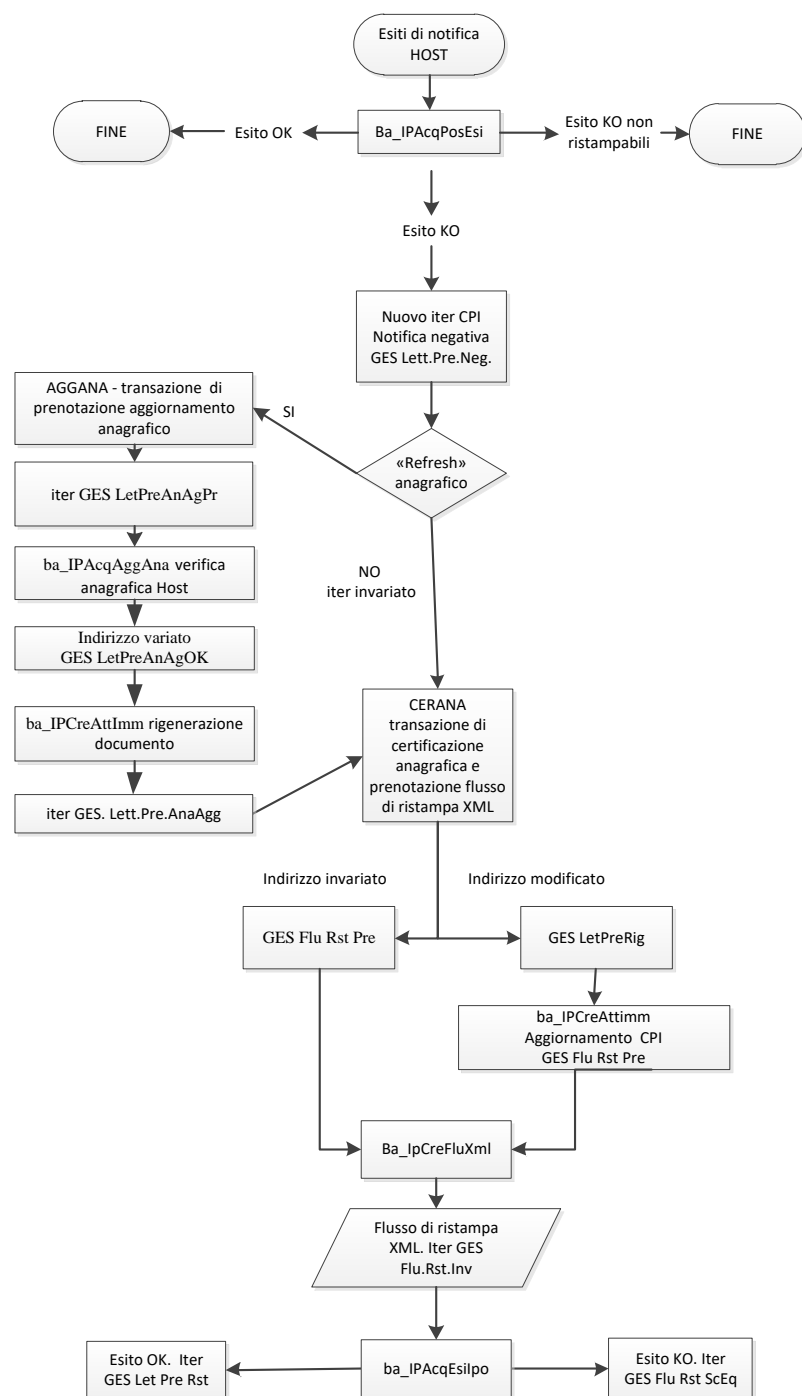 Esiti di notifica
HOST
FINE
Esito OK
Ba_IPAcqPosEsi
Esito KO non
ristampabili
FINE
Esito KO
Nuovo iter CPI
Notifica negativa
GES Lett.Pre.Neg.
AGGANA - transazione di
prenotazione aggiornamento
anagrafico
SI
«Refresh»
anagrafico
iter GES LetPreAnAgPr
ba_IPAcqAggAna verifica
anagrafica Host
NO
iter invariato
Indirizzo variato
GES LetPreAnAgOK
ba_IPCreAttImm rigenerazione
documento
iter GES. Lett.Pre.AnaAgg
CERANA
transazione di
certificazione
anagrafica e
prenotazione flusso
di ristampa XML
Indirizzo invariato
Indirizzo modificato
GES Flu Rst Pre
GES LetPreRig
ba_IPCreAttimm
Aggiornamento CPI
GES Flu Rst Pre
Ba_IpCreFluXml
Flusso di ristampa
XML. Iter GES
Flu.Rst.Inv
Esito OK. Iter
GES Let Pre Rst
ba_IPAcqEsiIpo
Esito KO. Iter
GES Flu Rst ScEq